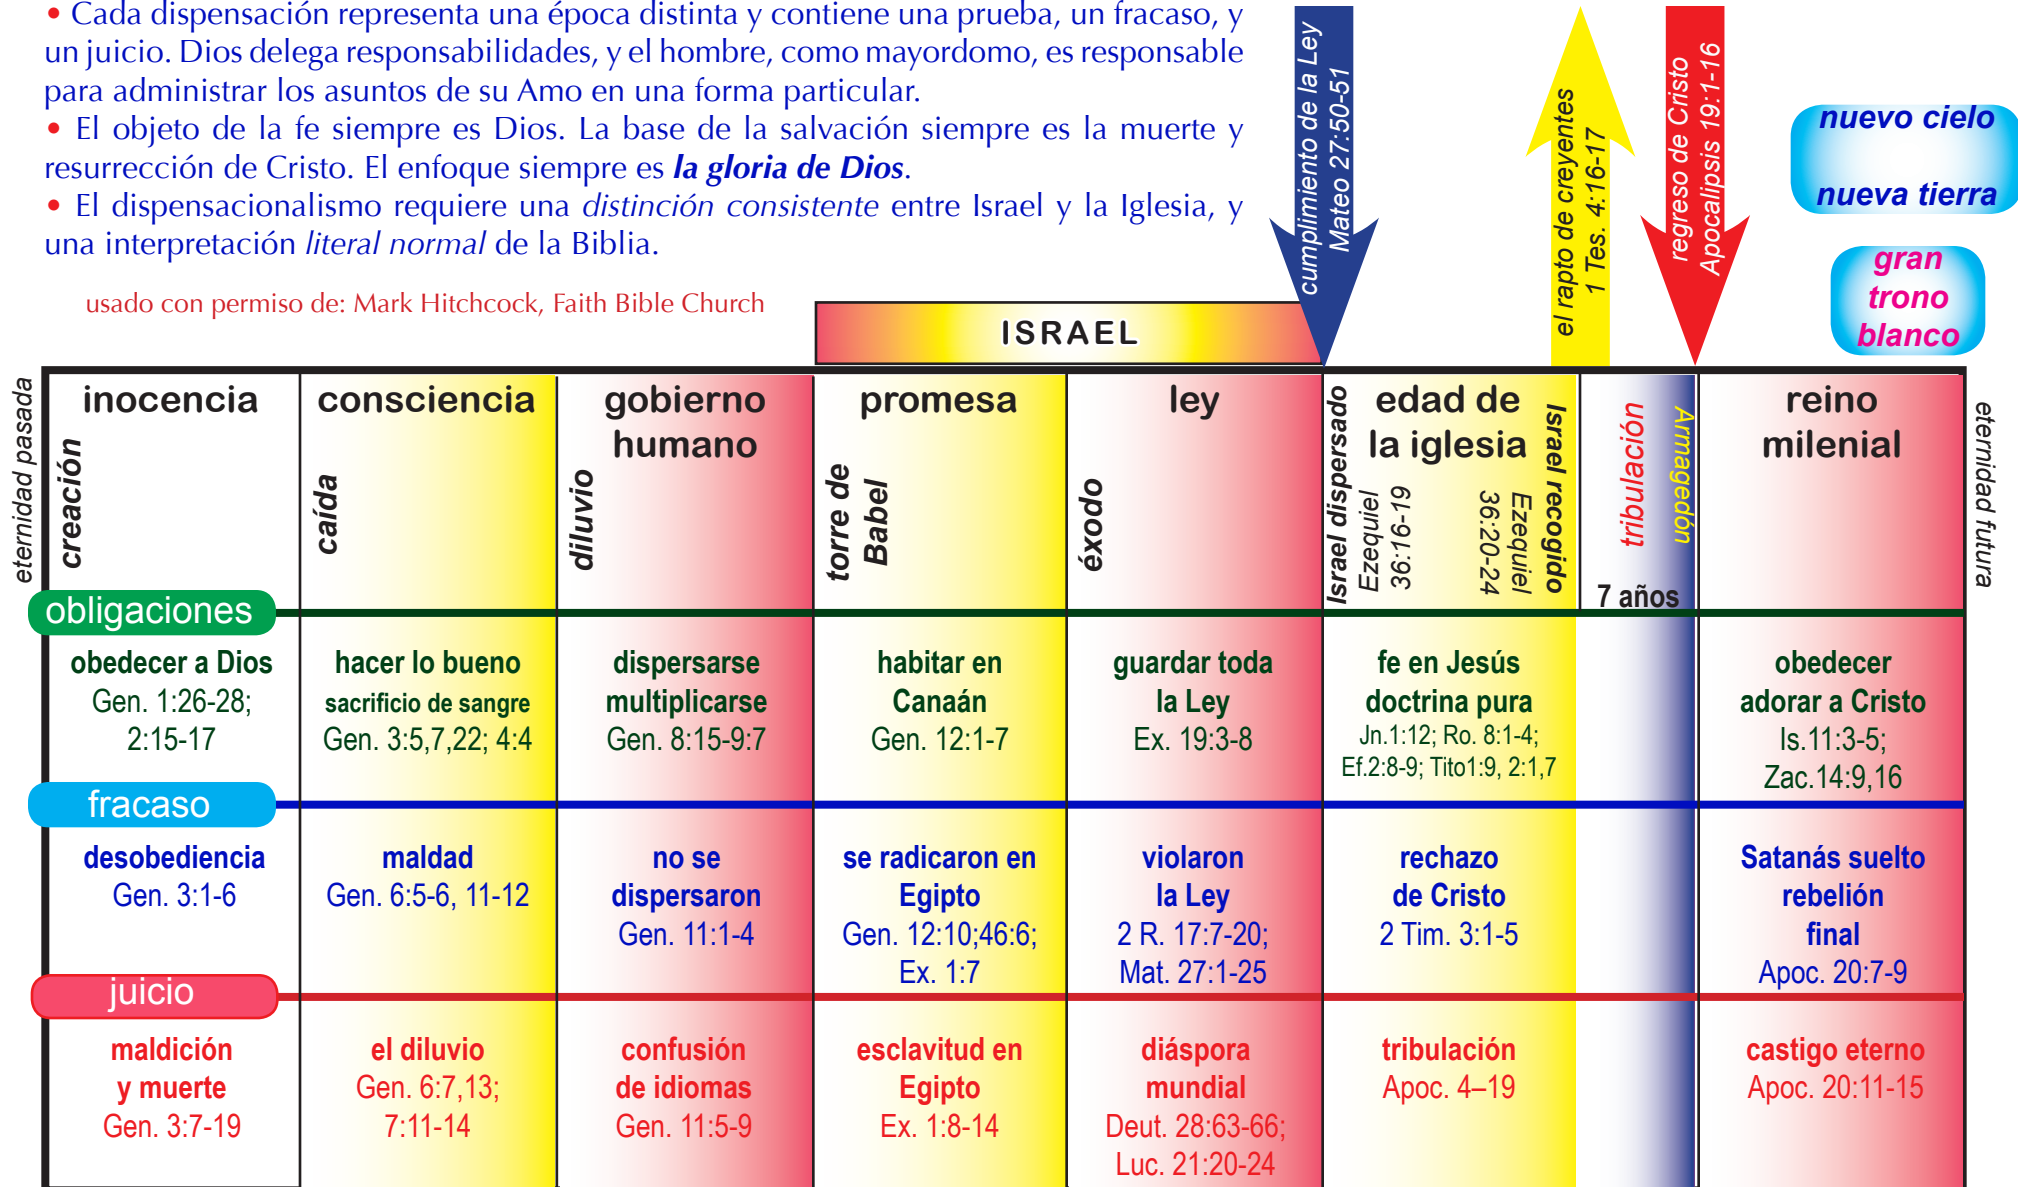 • Cada dispensación representa una época distinta y contiene una prueba, un fracaso, y
un juicio. Dios delega responsabilidades, y el hombre, como mayordomo, es responsable
para administrar los asuntos de su Amo en una forma particular.
• El objeto de la fe siempre es Dios. La base de la salvación siempre es la muerte y
resurrección de Cristo. El enfoque siempre es la gloria de Dios.
• El dispensacionalismo requiere una distinción consistente entre Israel y la Iglesia, y
una interpretación literal normal de la Biblia.
usado con permiso de: Mark Hitchcock, Faith Bible Church
ISRAEL
cumplimiento de la Ley
Mateo 27:50-51
el rapto de creyentes
1 Tes. 4:16-17
regreso de Cristo
Apocalipsis 19:1-16
nuevo cielo
nueva tierra
gran
trono
blanco
eternidad pasada
inocencia
creación
consciencia
caída
gobierno
humano
diluvio
promesa
torre de
Babel
ley
éxodo
edad de
la iglesia
Israel dispersado
Ezequiel
36:16-19
Israel recogido
Ezequiel
36:20-24
tribulación
Armagedón
7 años
reino
milenial
eternidad futura
obligaciones
obedecer a Dios
Gen. 1:26-28;
2:15-17
hacer lo bueno
sacrificio de sangre
Gen. 3:5,7,22; 4:4
dispersarse
multiplicarse
Gen. 8:15-9:7
habitar en
Canaán
Gen. 12:1-7
guardar toda
la Ley
Ex. 19:3-8
fe en Jesús
doctrina pura
Jn.1:12; Ro. 8:1-4;
Ef.2:8-9; Tito1:9, 2:1,7
obedecer
adorar a Cristo
Is.11:3-5;
Zac.14:9,16
fracaso
desobediencia
Gen. 3:1-6
maldad
Gen. 6:5-6, 11-12
no se
dispersaron
Gen. 11:1-4
se radicaron en
Egipto
Gen. 12:10;46:6;
Ex. 1:7
violaron
la Ley
2 R. 17:7-20;
Mat. 27:1-25
rechazo
de Cristo
2 Tim. 3:1-5
Satanás suelto
rebelión
final
Apoc. 20:7-9
juicio
maldición
y muerte
Gen. 3:7-19
el diluvio
Gen. 6:7,13;
7:11-14
confusión
de idiomas
Gen. 11:5-9
esclavitud en
Egipto
Ex. 1:8-14
diáspora
mundial
Deut. 28:63-66;
Luc. 21:20-24
tribulación
Apoc. 4–19
castigo eterno
Apoc. 20:11-15